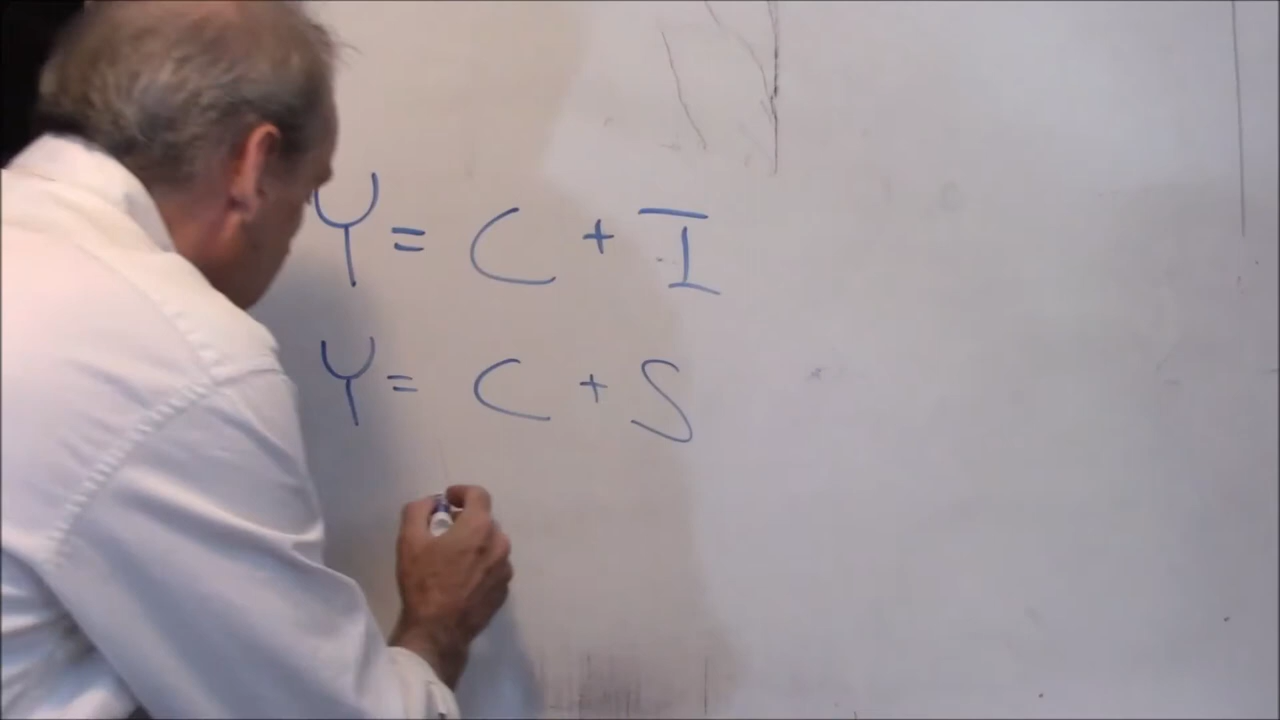 Y = C + I
Y = C + S